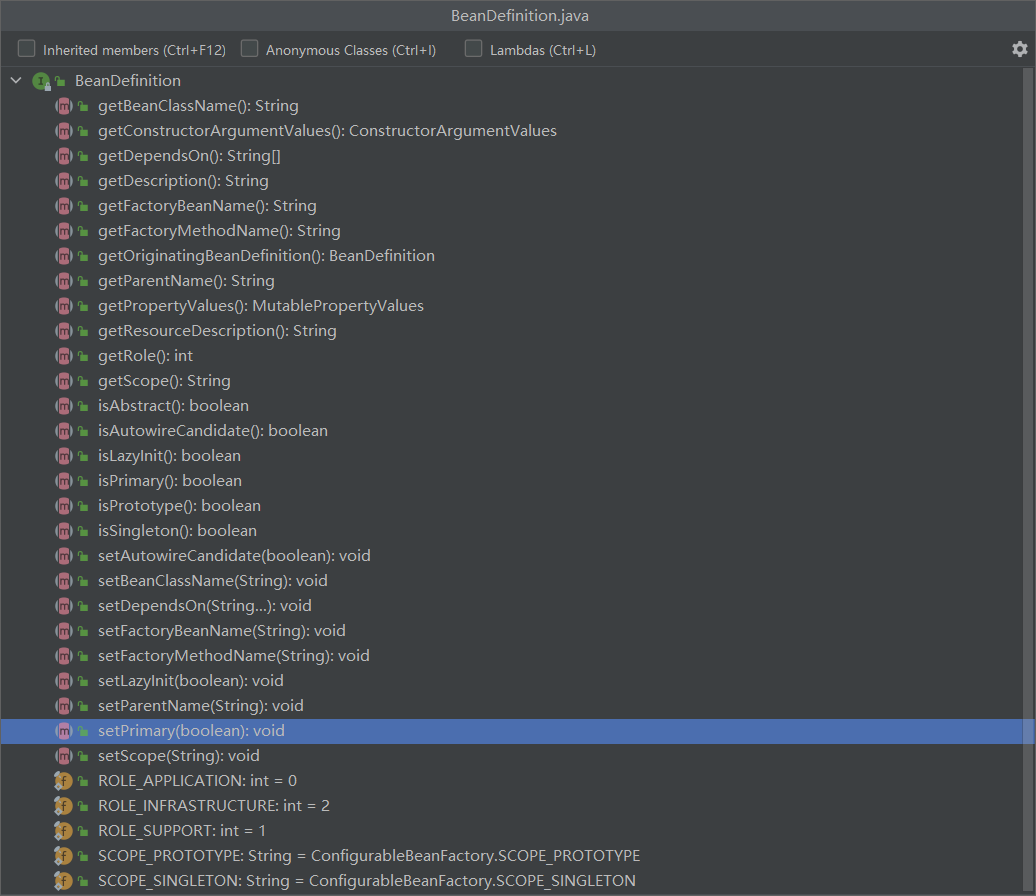 BeanDefinition.java
Inherited members (Ctrl+F12) Anonymous Classes (Ctrl+I) Lambdas (Ctrl+L)
BeanDefinition
getBeanClassName(): String
getConstructorArgumentValues(): ConstructorArgumentValues
getDependsOn(): String[]
getDescription(): String
getFactoryBeanName(): String
getFactoryMethodName(): String
getOriginatingBeanDefinition(): BeanDefinition
getParentName(): String
getPropertyValues(): MutablePropertyValues
getResourceDescription(): String
getRole(): int
getScope(): String
isAbstract(): boolean
isAutowireCandidate(): boolean
isLazyInit(): boolean
isPrimary(): boolean
isPrototype(): boolean
isSingleton(): boolean
setAutowireCandidate(boolean): void
setBeanClassName(String): void
setDependsOn(String...): void
setFactoryBeanName(String): void
setFactoryMethodName(String): void
setLazyInit(boolean): void
setParentName(String): void
setPrimary(boolean): void
setScope(String): void
ROLE_APPLICATION: int = 0
ROLE_INFRASTRUCTURE: int = 2
ROLE_SUPPORT: int = 1
SCOPE_PROTOTYPE: String = ConfigurableBeanFactory.SCOPE_PROTOTYPE
SCOPE_SINGLETON: String = ConfigurableBeanFactory.SCOPE_SINGLETON